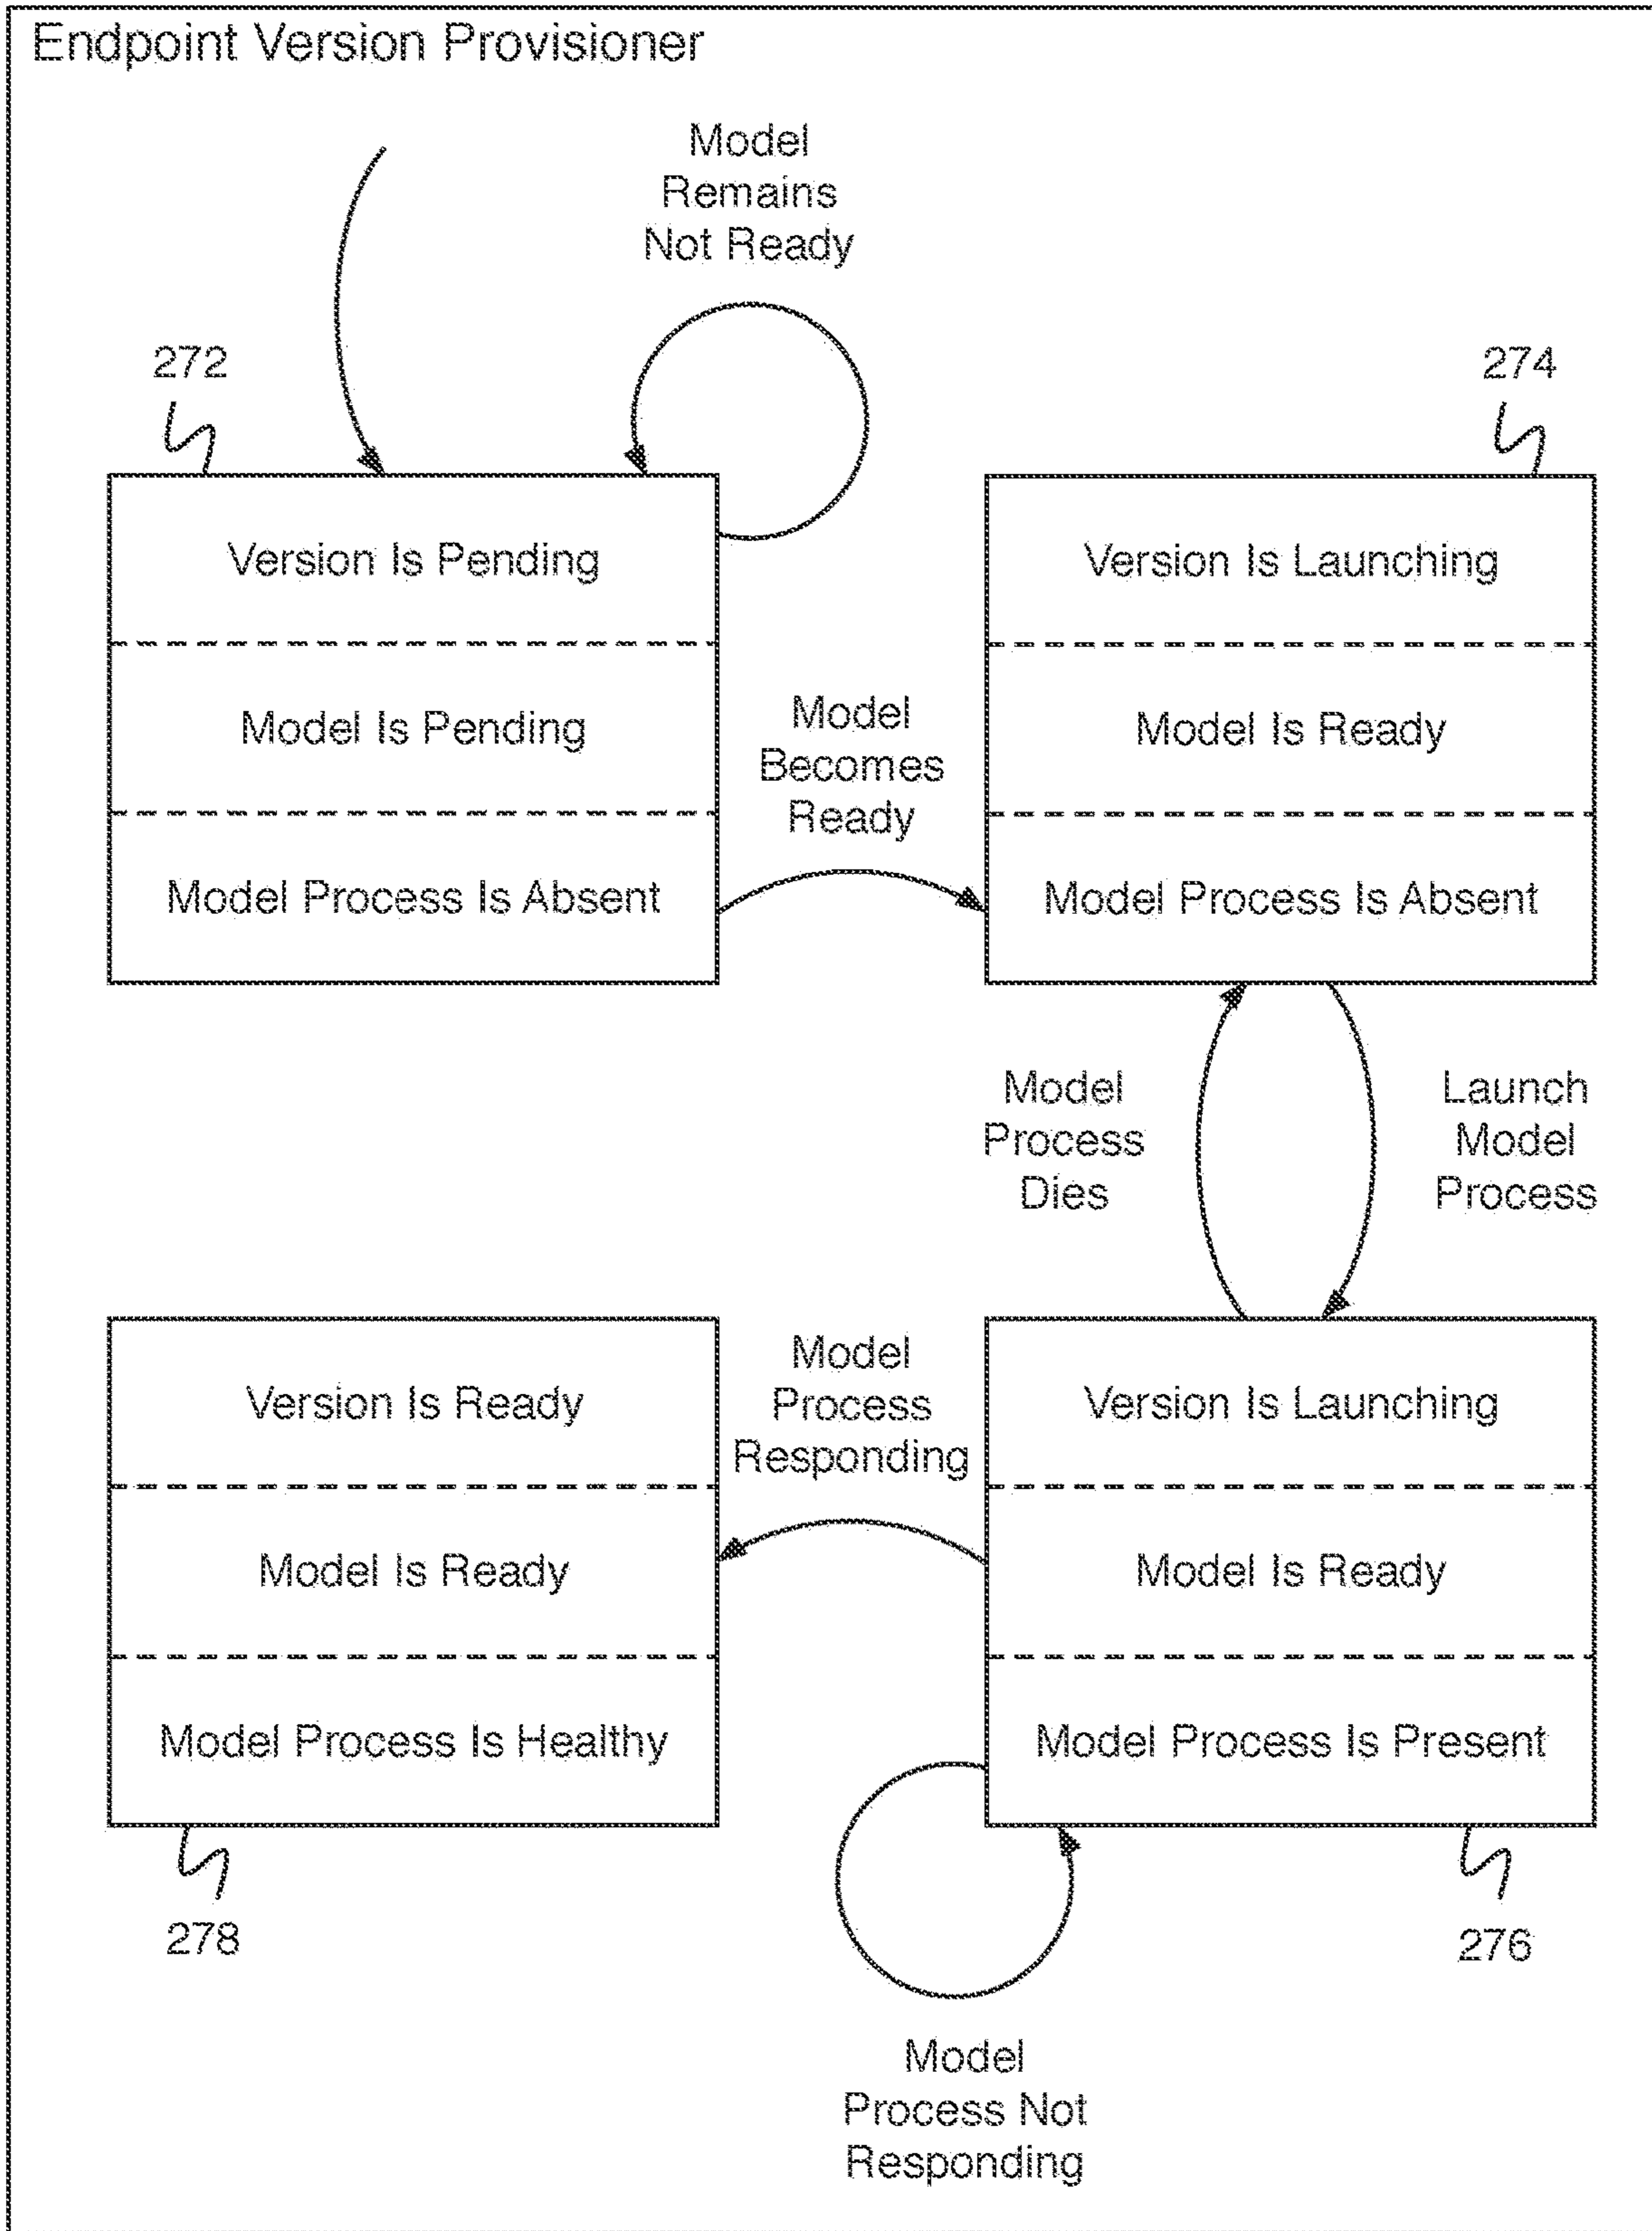 Endpoint Version Provisioner
Model
Remains
Not Ready
272
274
Version Is Pending
Model Is Pending
Model Process Is Absent
Model
Becomes
Ready
Version Is Launching
Model Is Ready
Model Process Is Absent
Model
Process
Dies
Launch
Model
Process
Version Is Ready
Model Is Ready
Model Process Is Healthy
Model
Process
Responding
Version Is Launching
Model Is Ready
Model Process Is Present
278
276
Model
Process Not
Responding